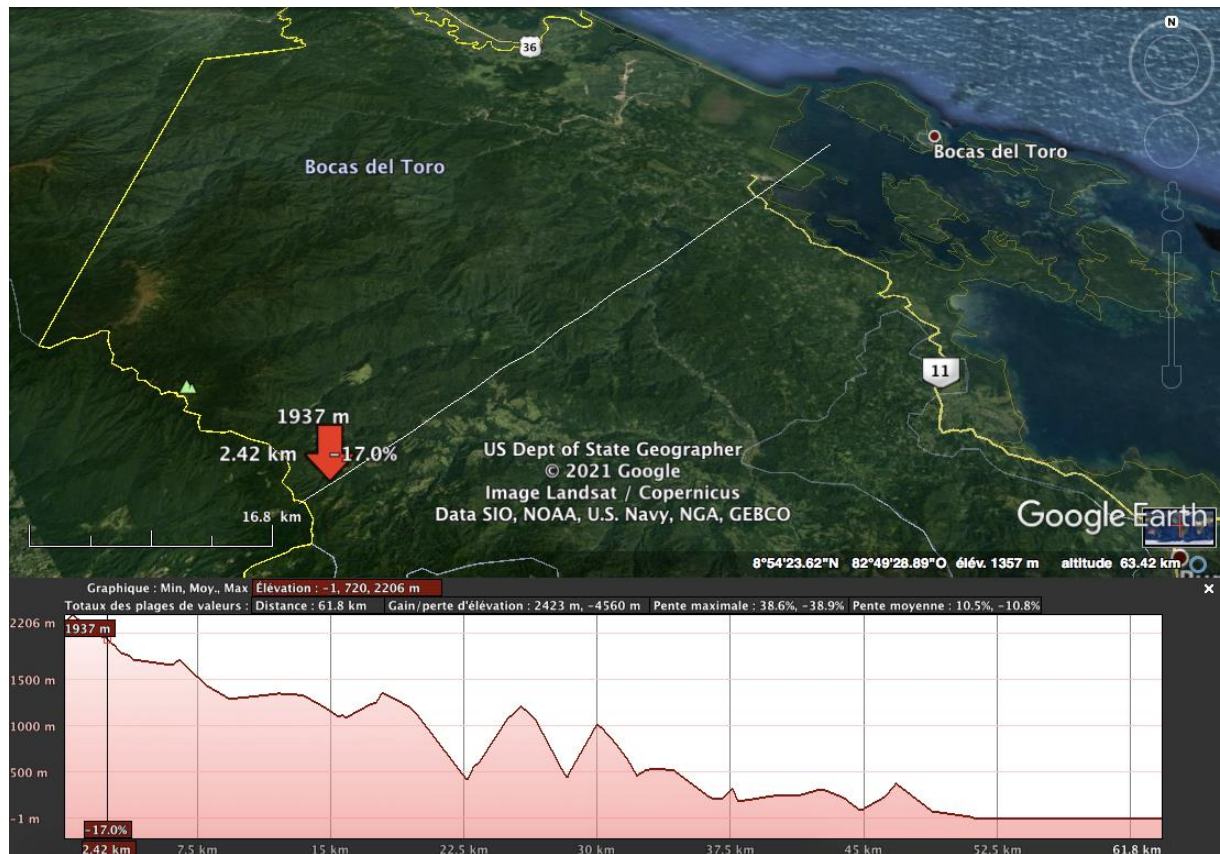 N
36
Bocas del Toro
Bocas del Toro
11
1937 m
2.42 km -17.0%
US Dept of State Geographer
© 2021 Google
Image Landsat / Copernicus
Data SIO, NOAA, U.S. Navy, NGA, GEBCO
16.8 km
Google Earth
8°54'23.62"N 82°49'28.89"O élév. 1357 m altitude 63.42 km
Graphique : Min, Moy., Max Élévation : -1, 720, 2206 m
Totaux des plages de valeurs : Distance : 61.8 km Gain/perte d'élévation : 2423 m, -4560 m Pente maximale : 38.6%, -38.9% Pente moyenne : 10.5%, -10.8%
2206 m
1937 m
1500 m
1000 m
500 m
-1 m
-17.0%
2.42 km 7.5 km 15 km 22.5 km 30 km 37.5 km 45 km 52.5 km 61.8 km